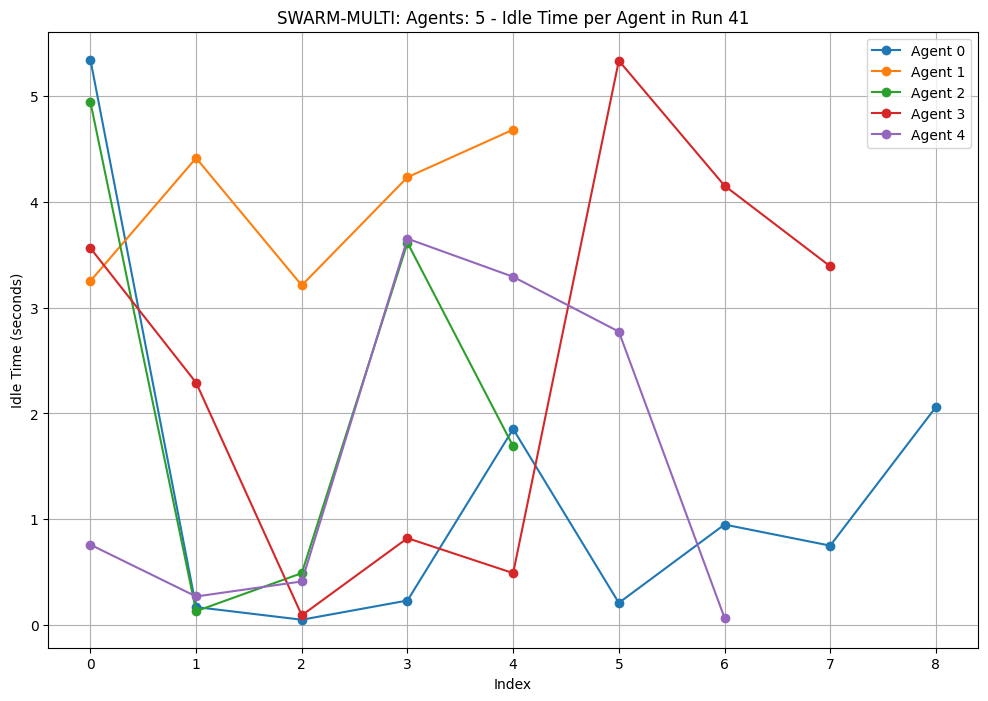 SWARM-MULTI: Agents: 5 - Idle Time per Agent in Run 41
Agent 0
Agent 1
Agent 2
Agent 3
Agent 4
Idle Time (seconds)
5
4
3
2
1
0
0 1 2 3 4 5 6 7 8
Index